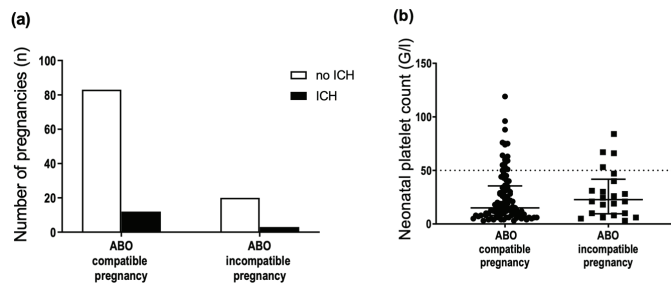 (a)
Number of pregnancies (n)
100
80
60
40
20
0
no ICH
ICH
ABO
compatible
pregnancy
ABO
incompatible
pregnancy
(b)
Neonatal platelet count (G/l)
150
100
50
0
ABO
compatible
pregnancy
ABO
incompatible
pregnancy